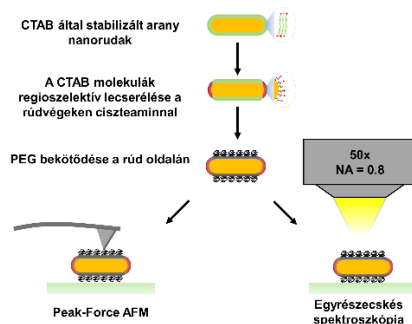 CTAB által stabilizált arany
nanorudak
A CTAB molekulák
regioszelektív lecserélése a
rúdvégeken ciszteaminnal
PEG bekötődése a rúd oldalán
50x
NA = 0.8
Peak-Force AFM
Egyrészecskés
spektroszkópia